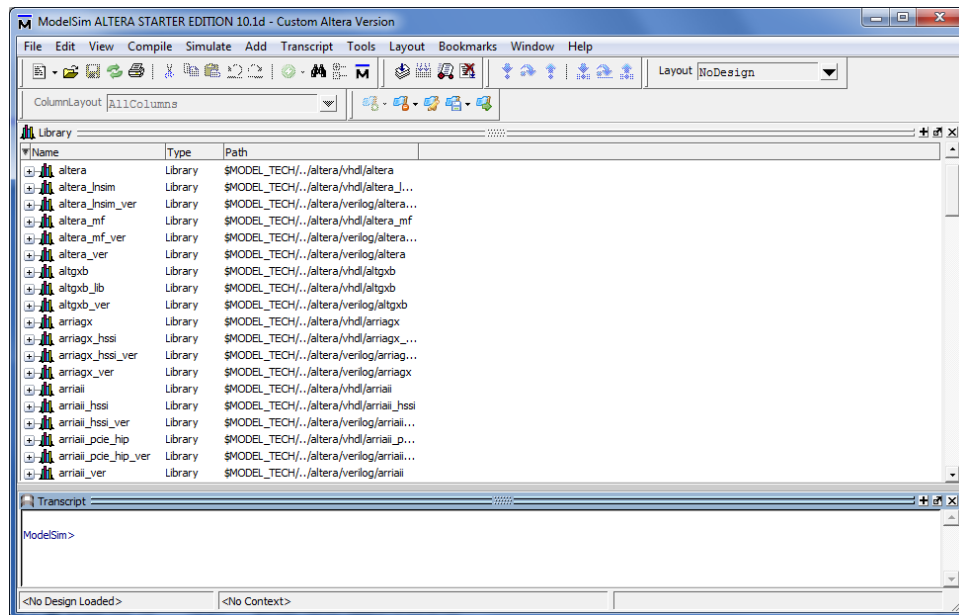 ModelSim ALTERA STARTER EDITION 10.1d - Custom Altera Version
File Edit View Compile Simulate Add Transcript Tools Layout Bookmarks Window Help
Layout NoDesign
ColumnLayout AllColumns
Library
Name Type Path
altera Library $MODEL_TECH/../altera/vhdl/altera
altera_lnsim Library $MODEL_TECH/../altera/vhdl/altera_l...
altera_lnsim_ver Library $MODEL_TECH/../altera/verilog/altera...
altera_mf Library $MODEL_TECH/../altera/vhdl/altera_mf
altera_mf_ver Library $MODEL_TECH/../altera/verilog/altera...
altera_ver Library $MODEL_TECH/../altera/verilog/altera
altgxb Library $MODEL_TECH/../altera/vhdl/altgxb
altgxb_lib Library $MODEL_TECH/../altera/vhdl/altgxb
altgxb_ver Library $MODEL_TECH/../altera/verilog/altgxb
arriagx Library $MODEL_TECH/../altera/vhdl/arriagx
arriagx_hssi Library $MODEL_TECH/../altera/vhdl/arriagx_...
arriagx_hssi_ver Library $MODEL_TECH/../altera/verilog/arriag...
arriagx_ver Library $MODEL_TECH/../altera/verilog/arriagx
arriaii Library $MODEL_TECH/../altera/vhdl/arriaii
arriaii_hssi Library $MODEL_TECH/../altera/vhdl/arriaii_hssi
arriaii_hssi_ver Library $MODEL_TECH/../altera/verilog/arriaii...
arriaii_pcie_hip Library $MODEL_TECH/../altera/vhdl/arriaii_p...
arriaii_pcie_hip_ver Library $MODEL_TECH/../altera/verilog/arriaii...
arriaii_ver Library $MODEL_TECH/../altera/verilog/arriaii
Transcript
ModelSim>
<No Design Loaded> <No Context>